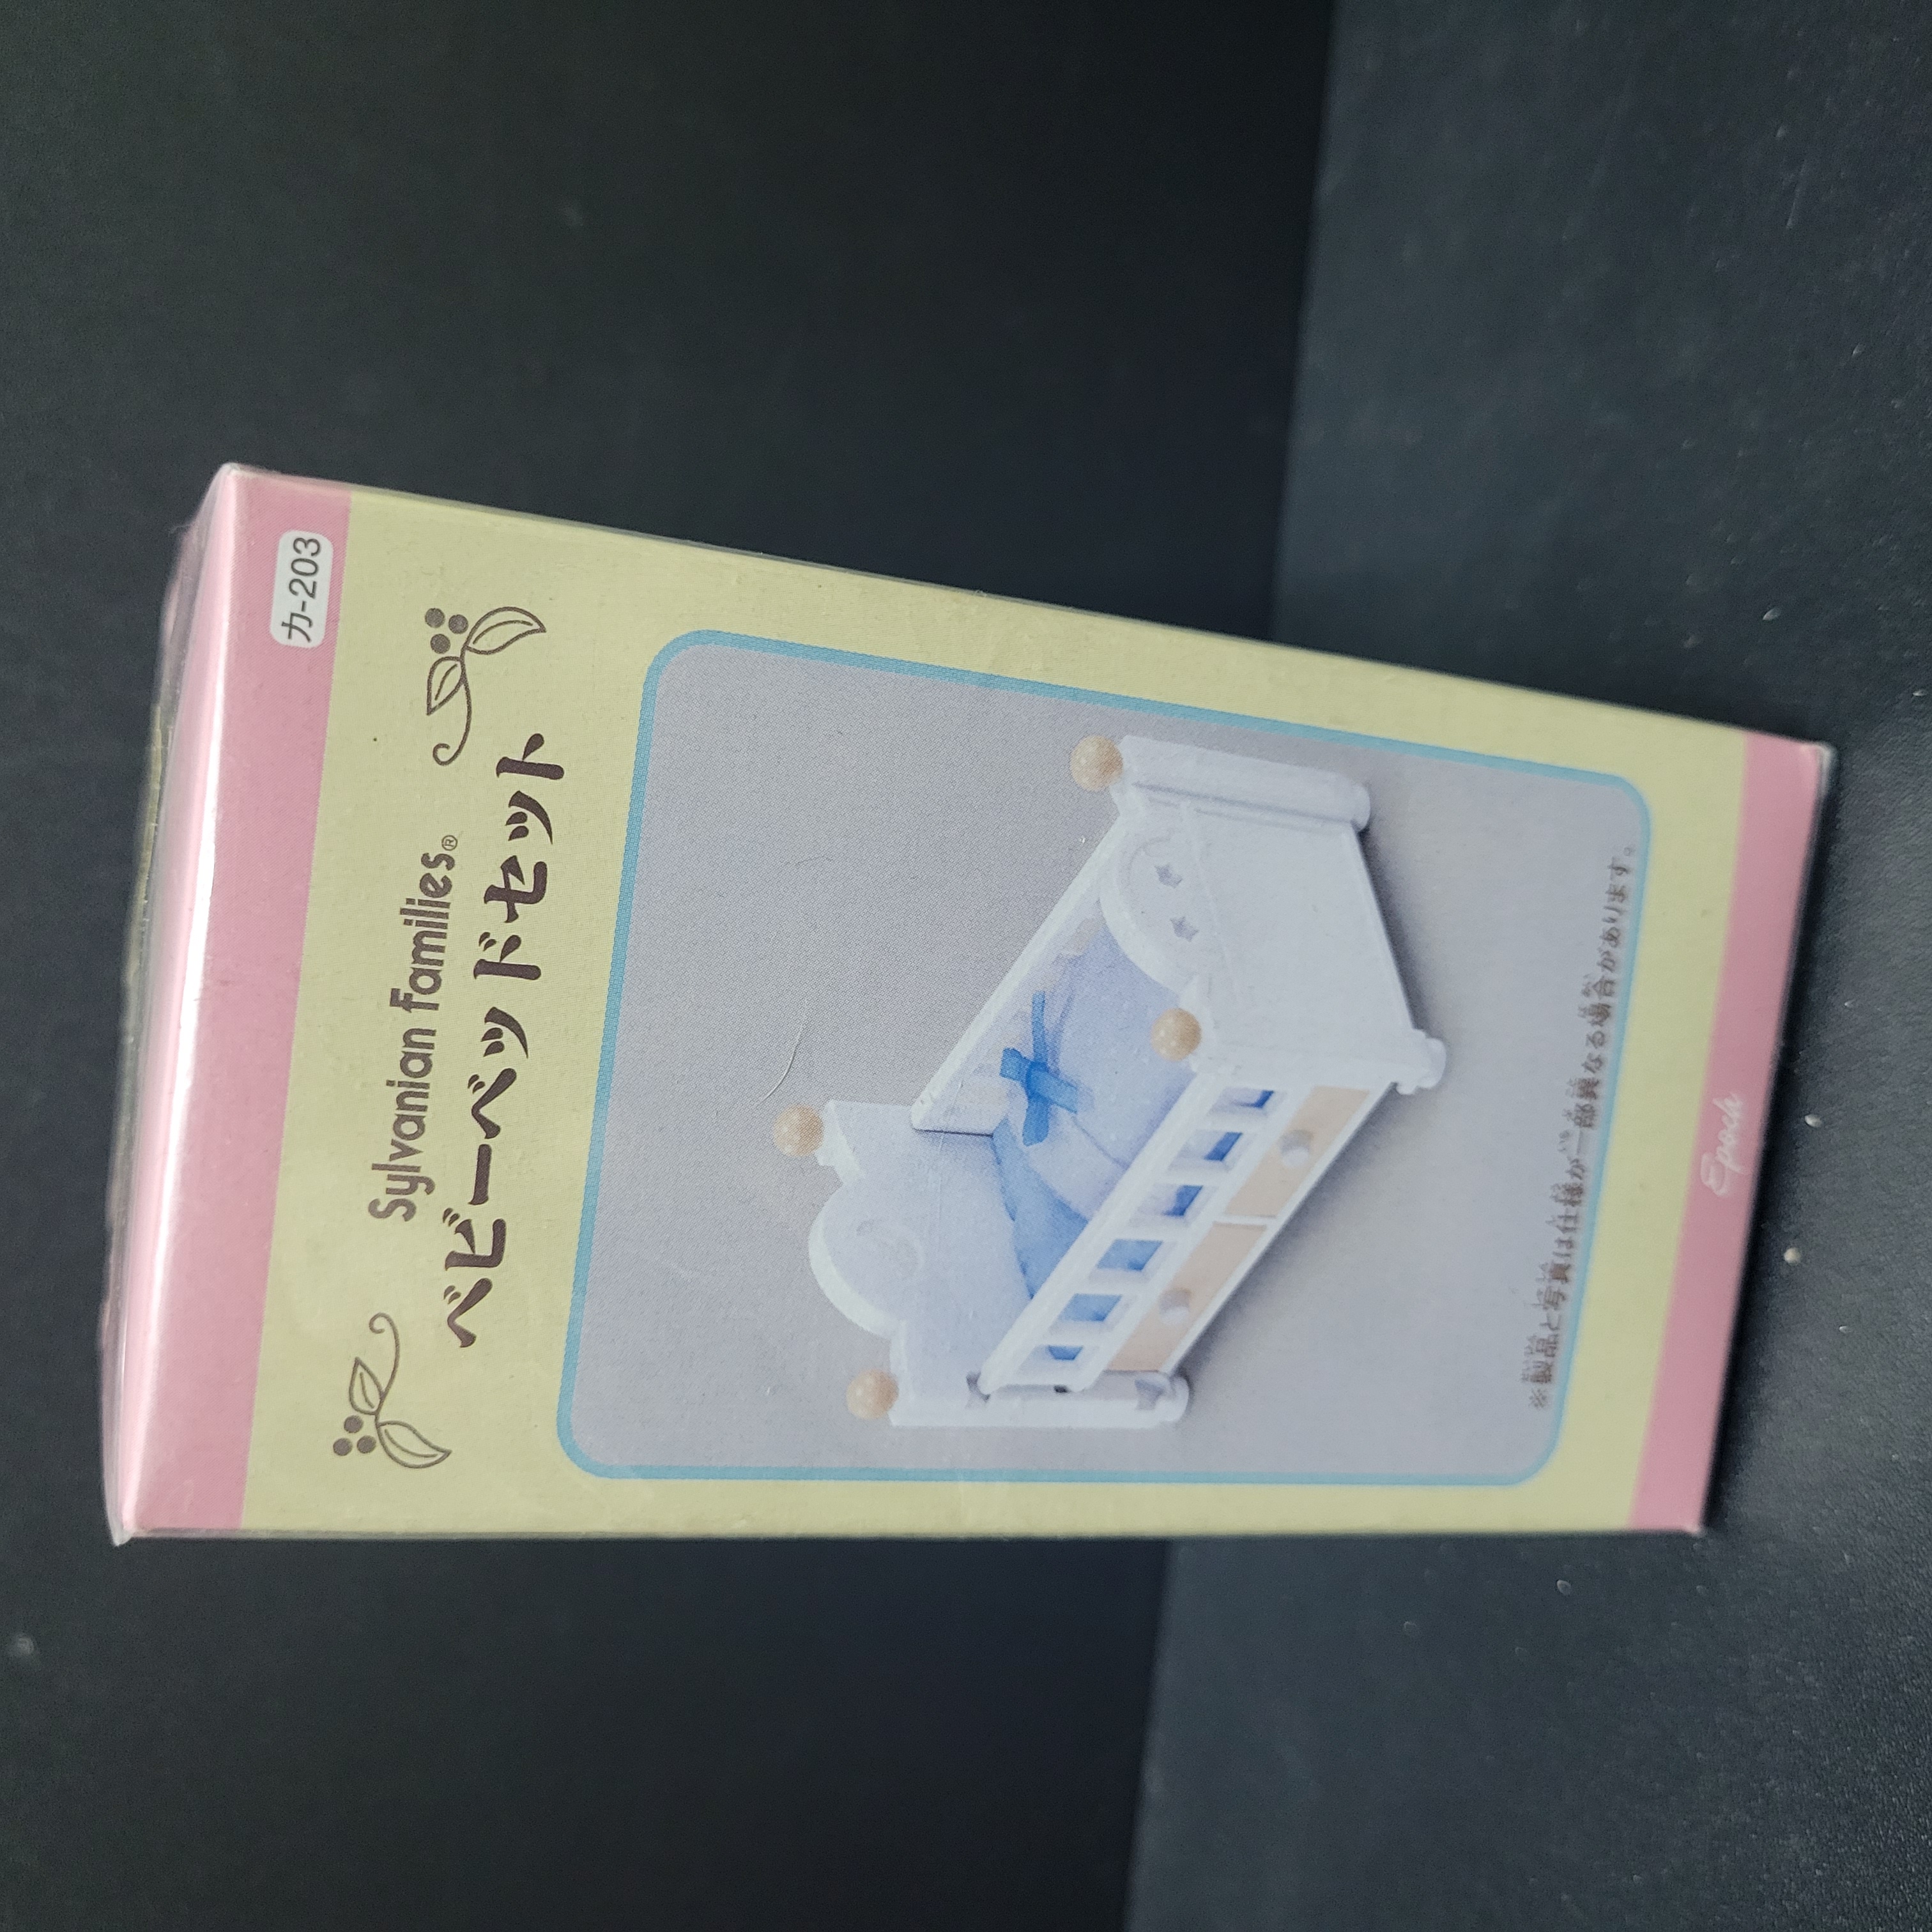 カ-203
Sylvanian Families®
ベビーベッドセット
※製品と写真は仕様が一部異なる場合があります。
Epoch